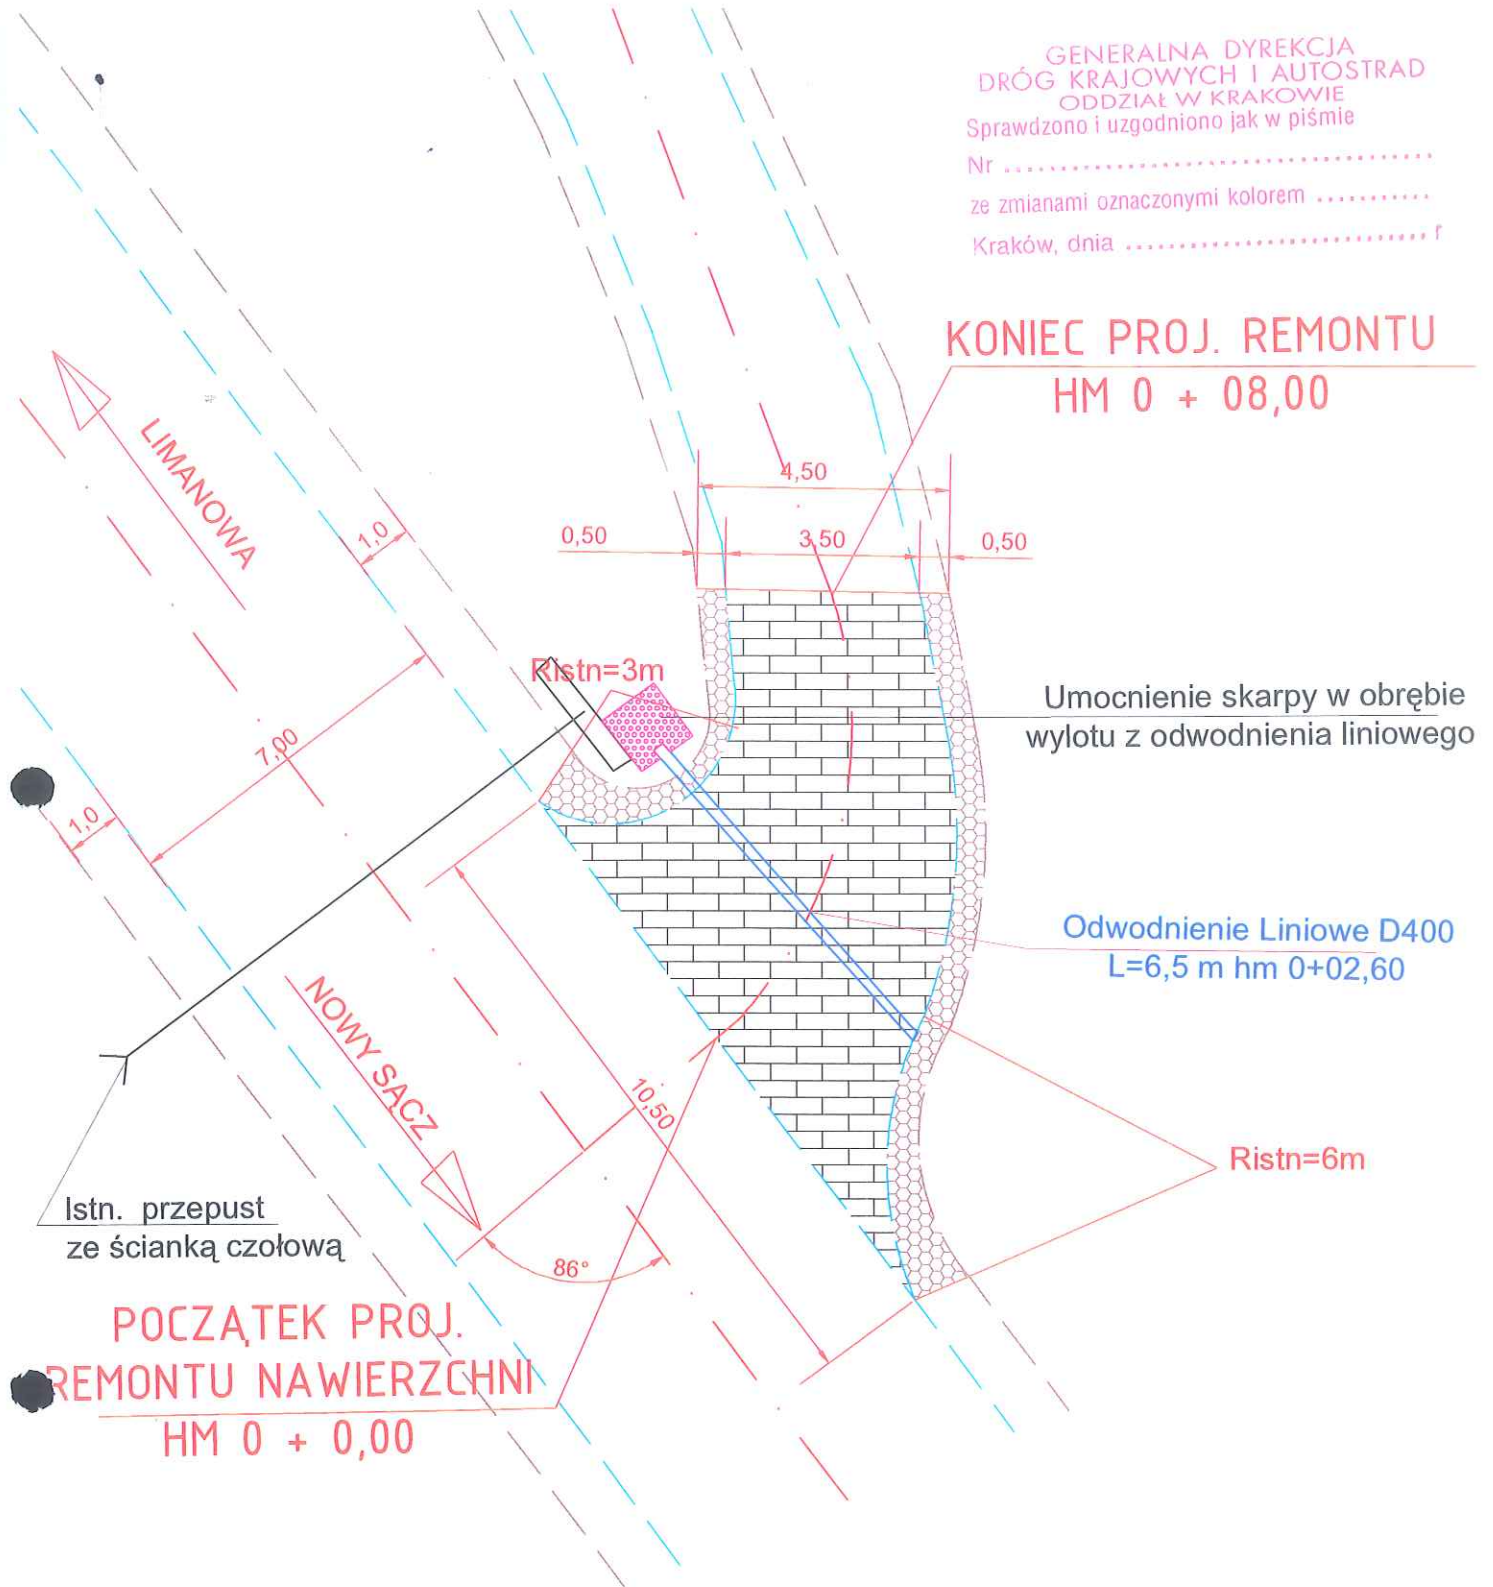 GENERALNA DYREKCJA
DRÓG KRAJOWYCH I AUTOSTRAD
ODDZIAŁ W KRAKOWIE
Sprawdzono i uzgodniono jak w piśmie
Nr ........................................
ze zmianami oznaczonymi kolorem ...........
Kraków, dnia ............................. r
KONIEC PROJ. REMONTU
HM 0 + 08,00
LIMANOWA
4,50
1,0
0,50
3,50
0,50
Ristn=3m
Umocnienie skarpy w obrębie
wylotu z odwodnienia liniowego
7,00
1,0
Odwodnienie Liniowe D400
L=6,5 m hm 0+02,60
NOWY SĄCZ
10,50
Ristn=6m
Istn. przepust
ze ścianką czołową
86°
POCZĄTEK PROJ.
REMONTU NAWIERZCHNI
HM 0 + 0,00